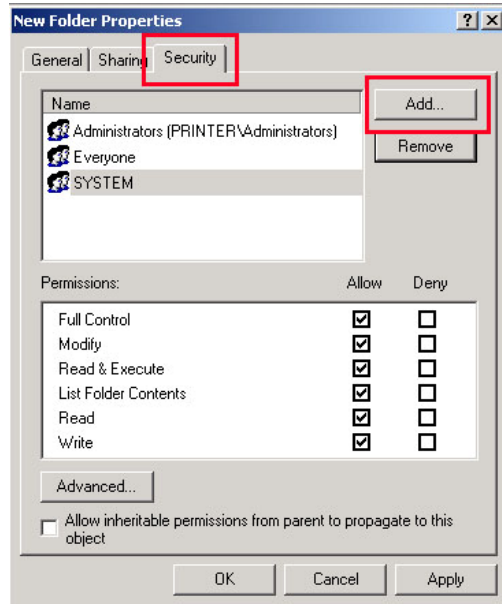 New Folder Properties
General Sharing Security
Name
Add...
Administrators (PRINTER\Administrators)
Everyone
Remove
SYSTEM
Permissions: Allow Deny
Full Control
Modify
Read & Execute
List Folder Contents
Read
Write
Advanced...
Allow inheritable permissions from parent to propagate to this
object
OK Cancel Apply